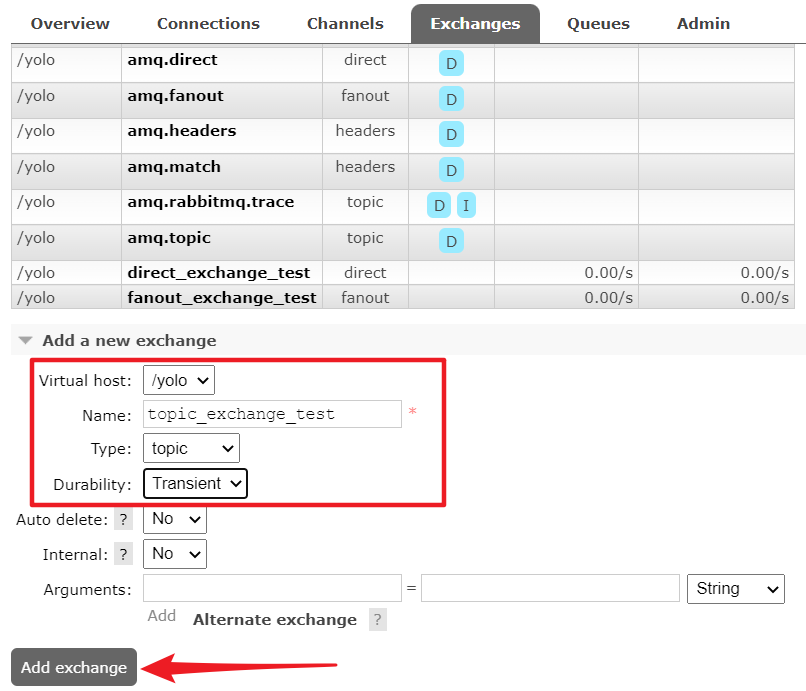 Overview Connections Channels Exchanges Queues Admin
/yolo amq.direct direct D
/yolo amq.fanout fanout D
/yolo amq.headers headers D
/yolo amq.match headers D
/yolo amq.rabbitmq.trace topic D I
/yolo amq.topic topic D
/yolo direct_exchange_test direct 0.00/s 0.00/s
/yolo fanout_exchange_test fanout 0.00/s 0.00/s
Add a new exchange
Virtual host: /yolo
Name: topic_exchange_test *
Type: topic
Durability: Transient
Auto delete: ? No
Internal: ? No
Arguments: = String
Add Alternate exchange ?
Add exchange